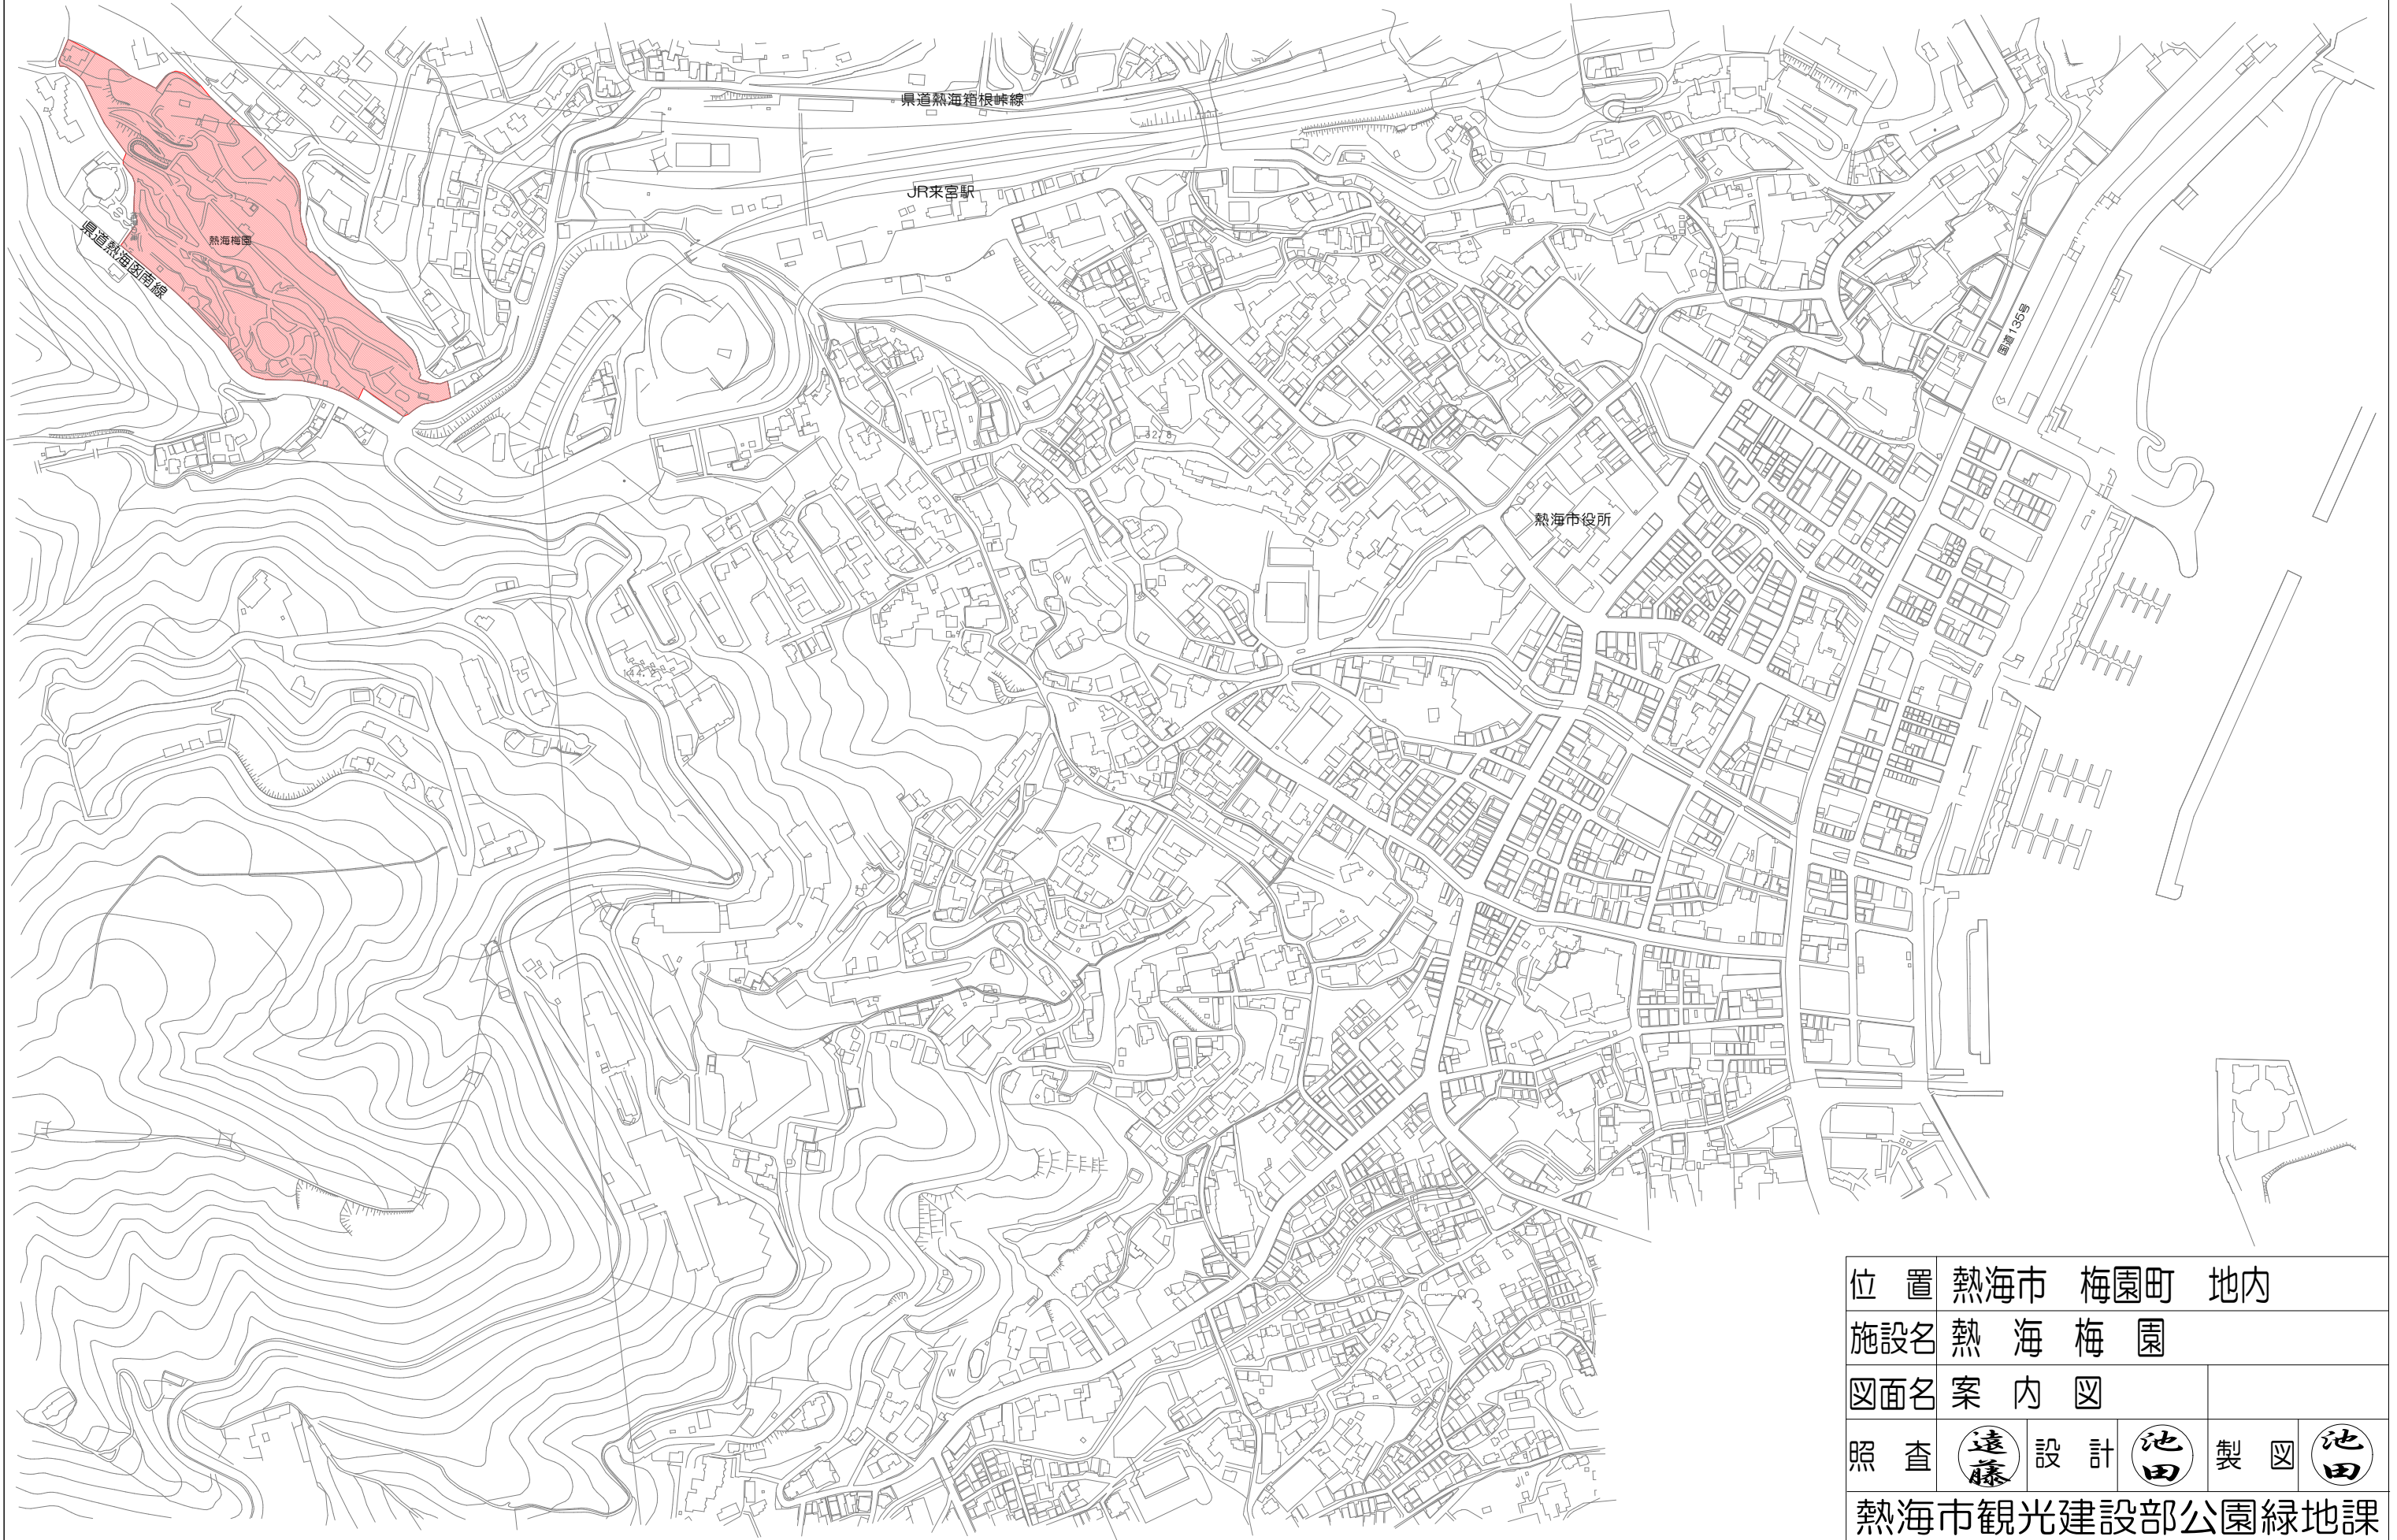 県道熱海箱根峠線
JR来宮駅
熱海梅園
県道熱海函南線
国道135号
32.8
熱海市役所
W
144.2
W
位 置 熱海市 梅園町 地内
施設名 熱 海 梅 園
図面名 案 内 図
照 査 遠藤 設 計 池田 製 図 池田
熱海市観光建設部公園緑地課